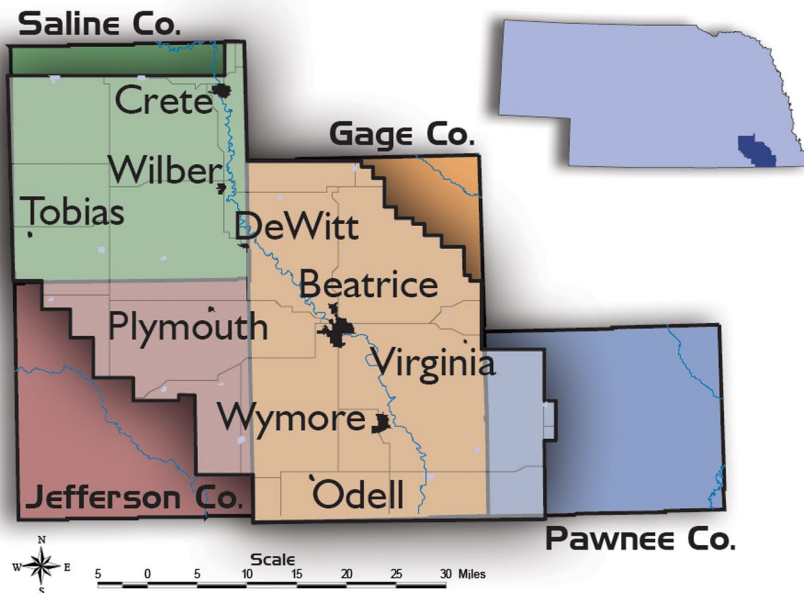 Saline Co.
Crete
Gage Co.
Wilber
Tobias
DeWitt
Beatrice
Plymouth
Virginia
Wymore
Jefferson Co.
Odell
Pawnee Co.
N
W E
S
Scale
5 0 5 10 15 20 30 Miles